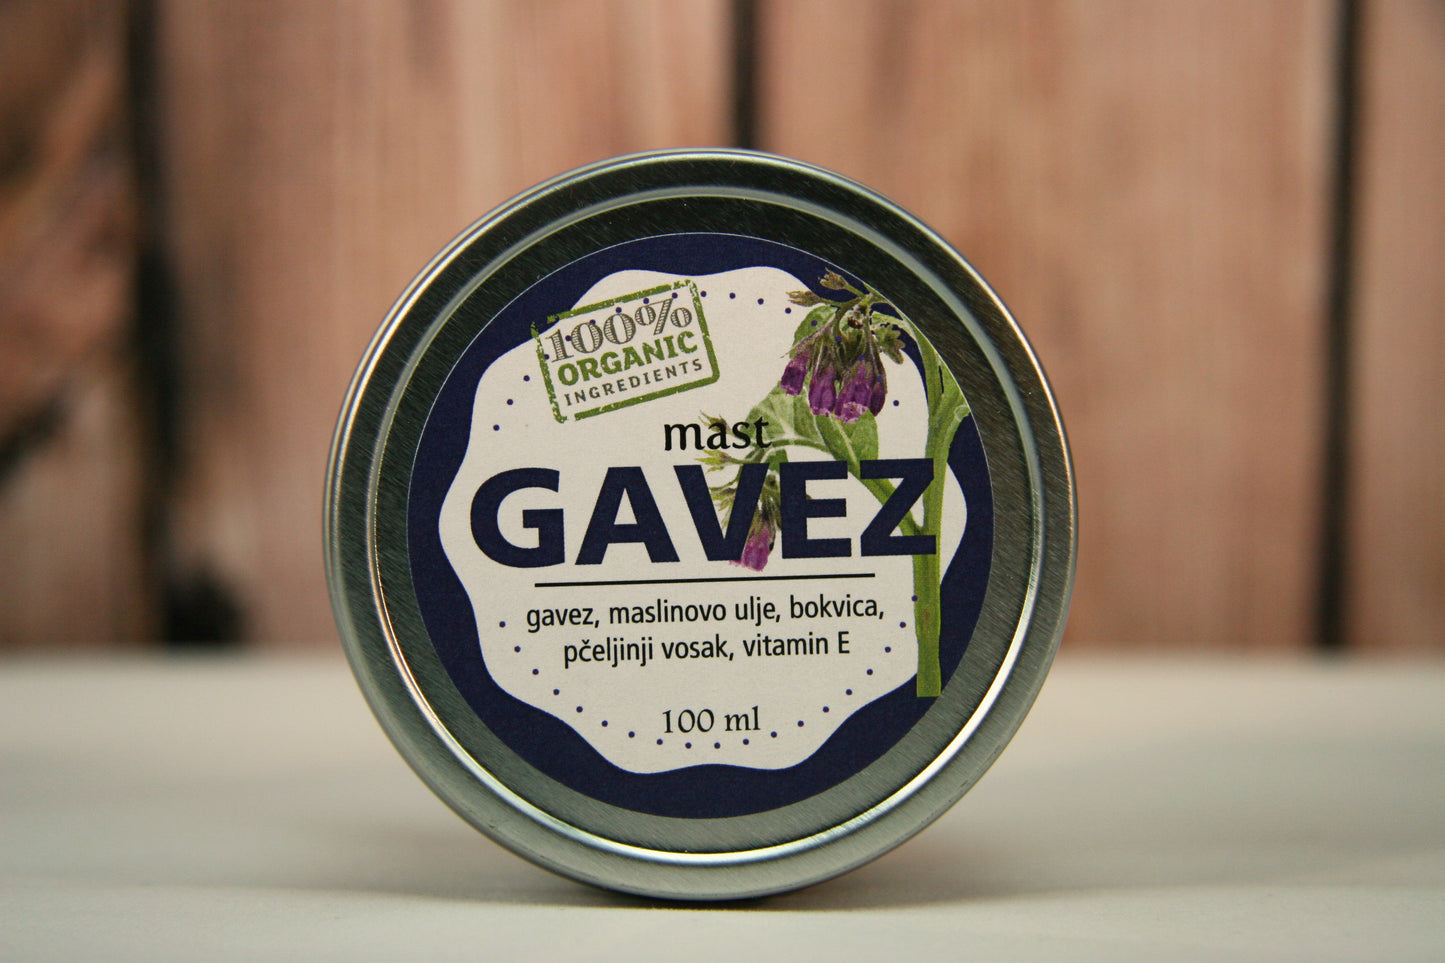 100%
ORGANIC
INGREDIENTS
mast
GAVEZ
gavez, maslinovo ulje, bokvica,
pčeljinji vosak, vitamin E
100 ml